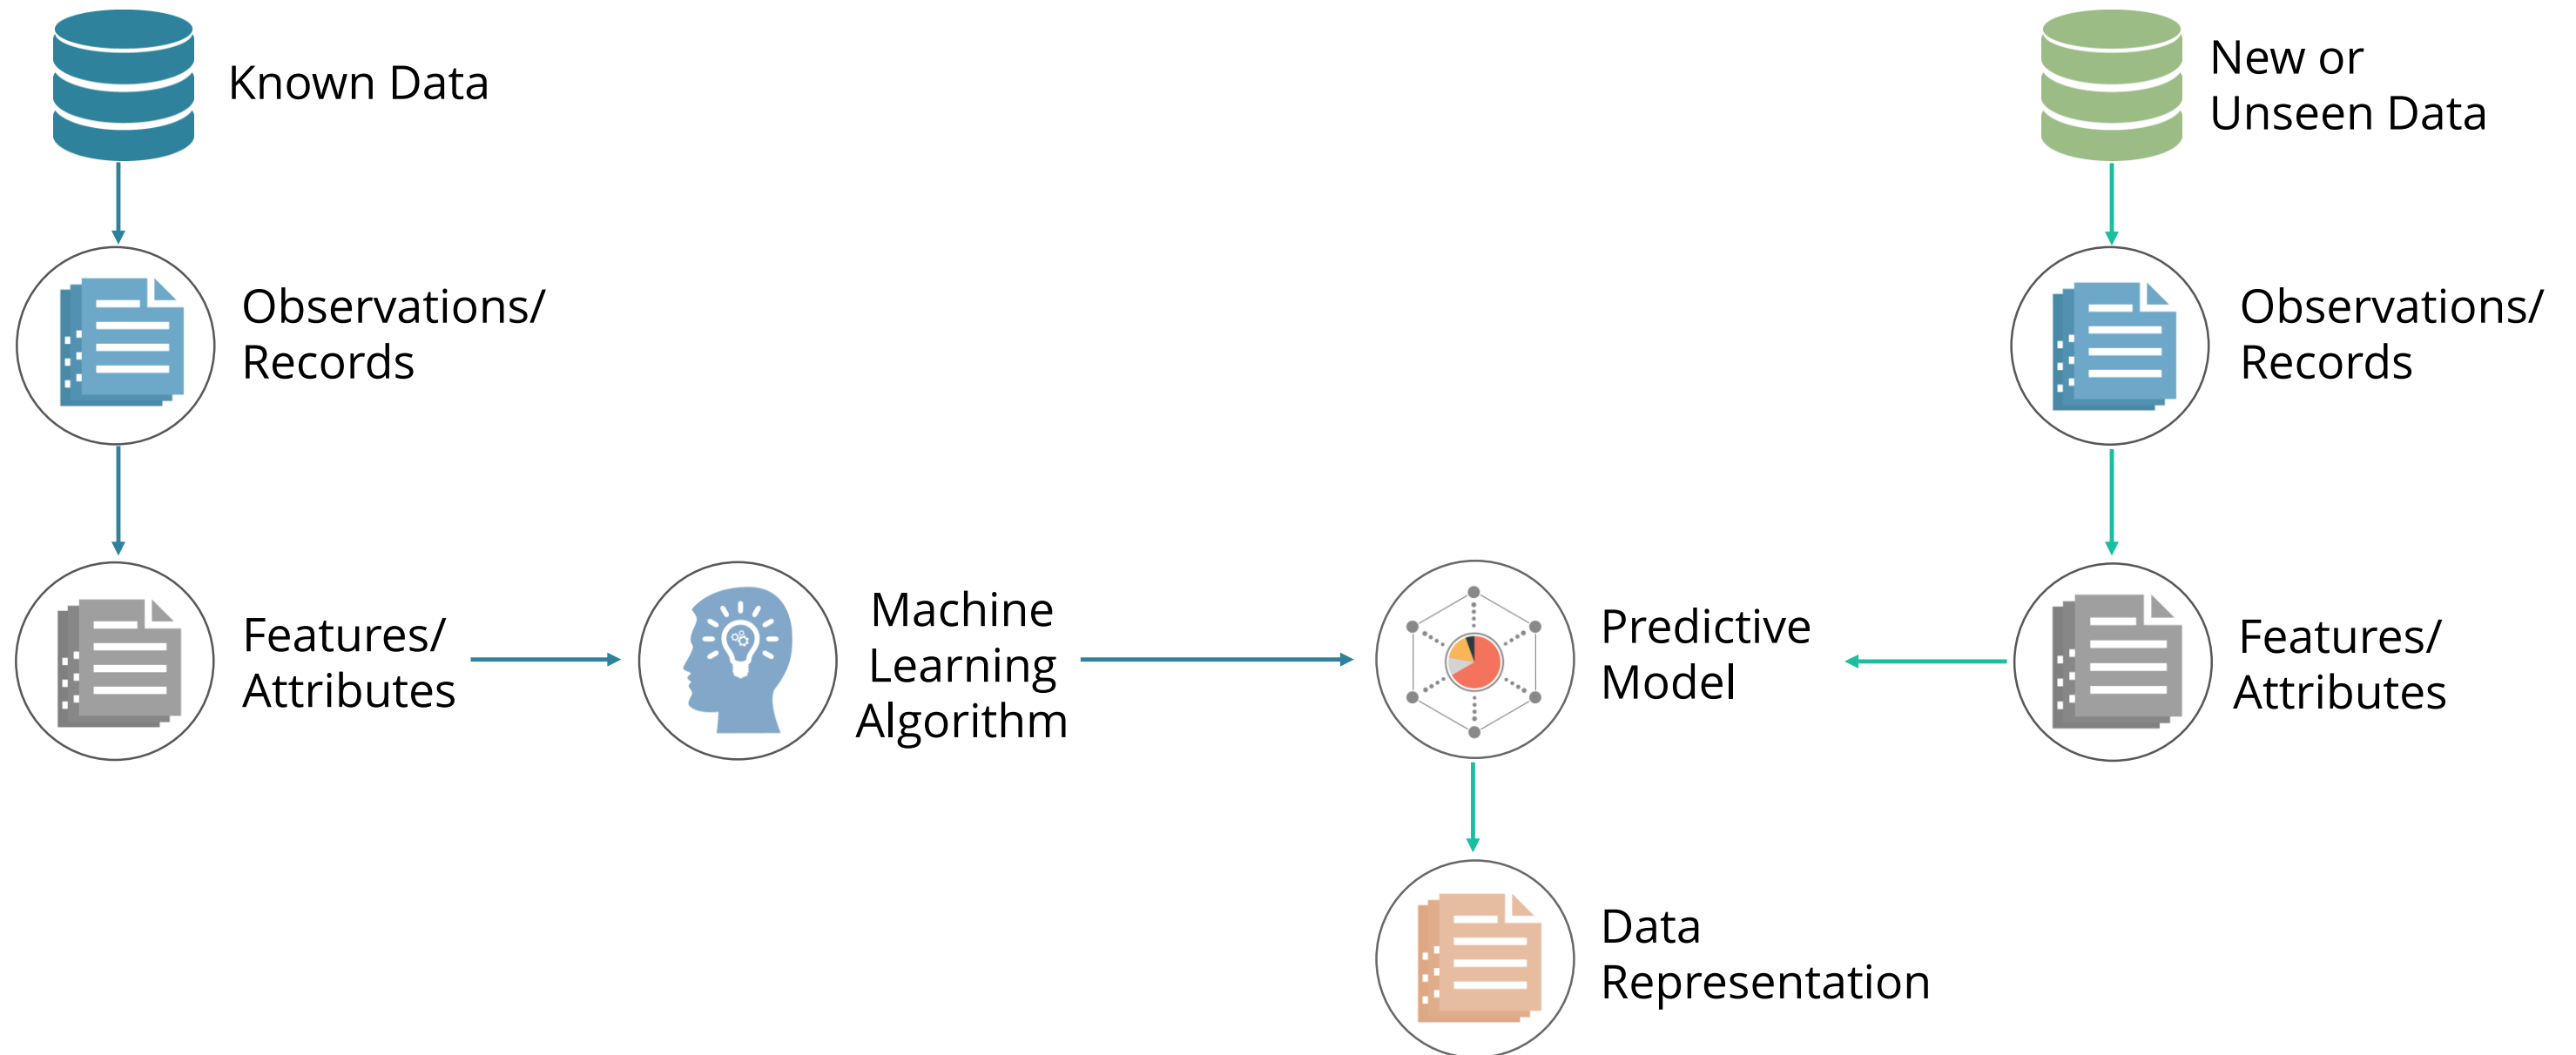 Known Data
New or
Unseen Data
Observations/
Records
Observations/
Records
Features/
Attributes
Machine
Learning
Algorithm
Predictive
Model
Features/
Attributes
Data
Representation